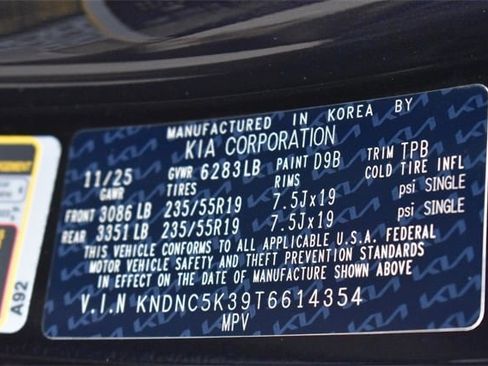 MANUFACTURED IN KOREA BY
KIA CORPORATION
11/25 GVWR 6283LB PAINT D9B TRIM TPB
GAWR TIRES RIMS COLD TIRE INFL
FRONT 3086 LB 235/55R19 7.5Jx19 psi SINGLE
REAR 3351 LB 235/55R19 7.5Jx19 psi SINGLE
THIS VEHICLE CONFORMS TO ALL APPLICABLE U.S.A. FEDERAL
MOTOR VEHICLE SAFETY AND THEFT PREVENTION STANDARDS
IN EFFECT ON THE DATE OF MANUFACTURE SHOWN ABOVE
V.I.N KNDNC5K39T6614354
MPV
A92